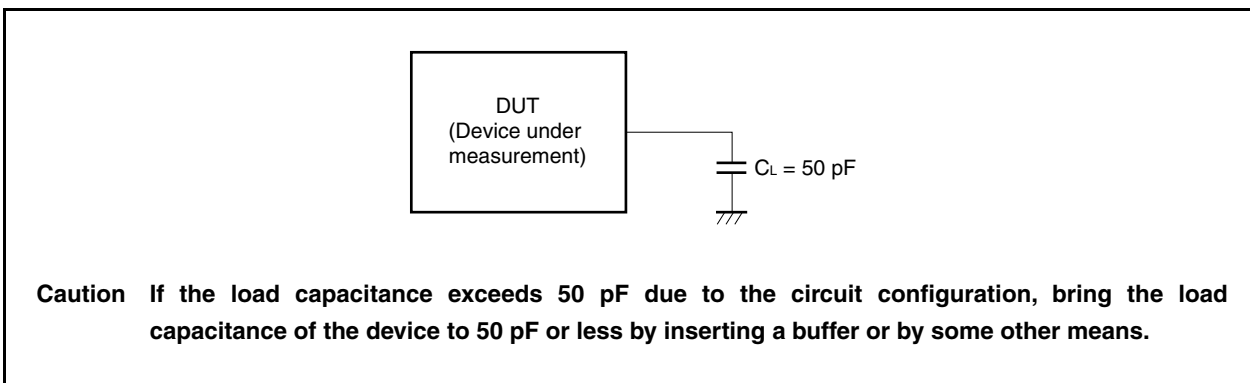 DUT
(Device under
measurement)
CL = 50 pF
Caution If the load capacitance exceeds 50 pF due to the circuit configuration, bring the load
capacitance of the device to 50 pF or less by inserting a buffer or by some other means.